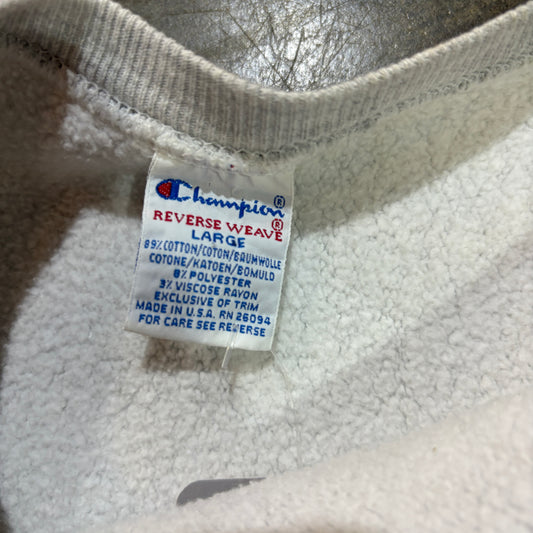 Champion®
REVERSE WEAVE®
LARGE
89% COTTON/COTON/BAUMWOLLE
COTONE/KATOEN/BOMULD
8% POLYESTER
3% VISCOSE RAYON
EXCLUSIVE OF TRIM
MADE IN U.S.A. RN 26094
FOR CARE SEE REVERSE